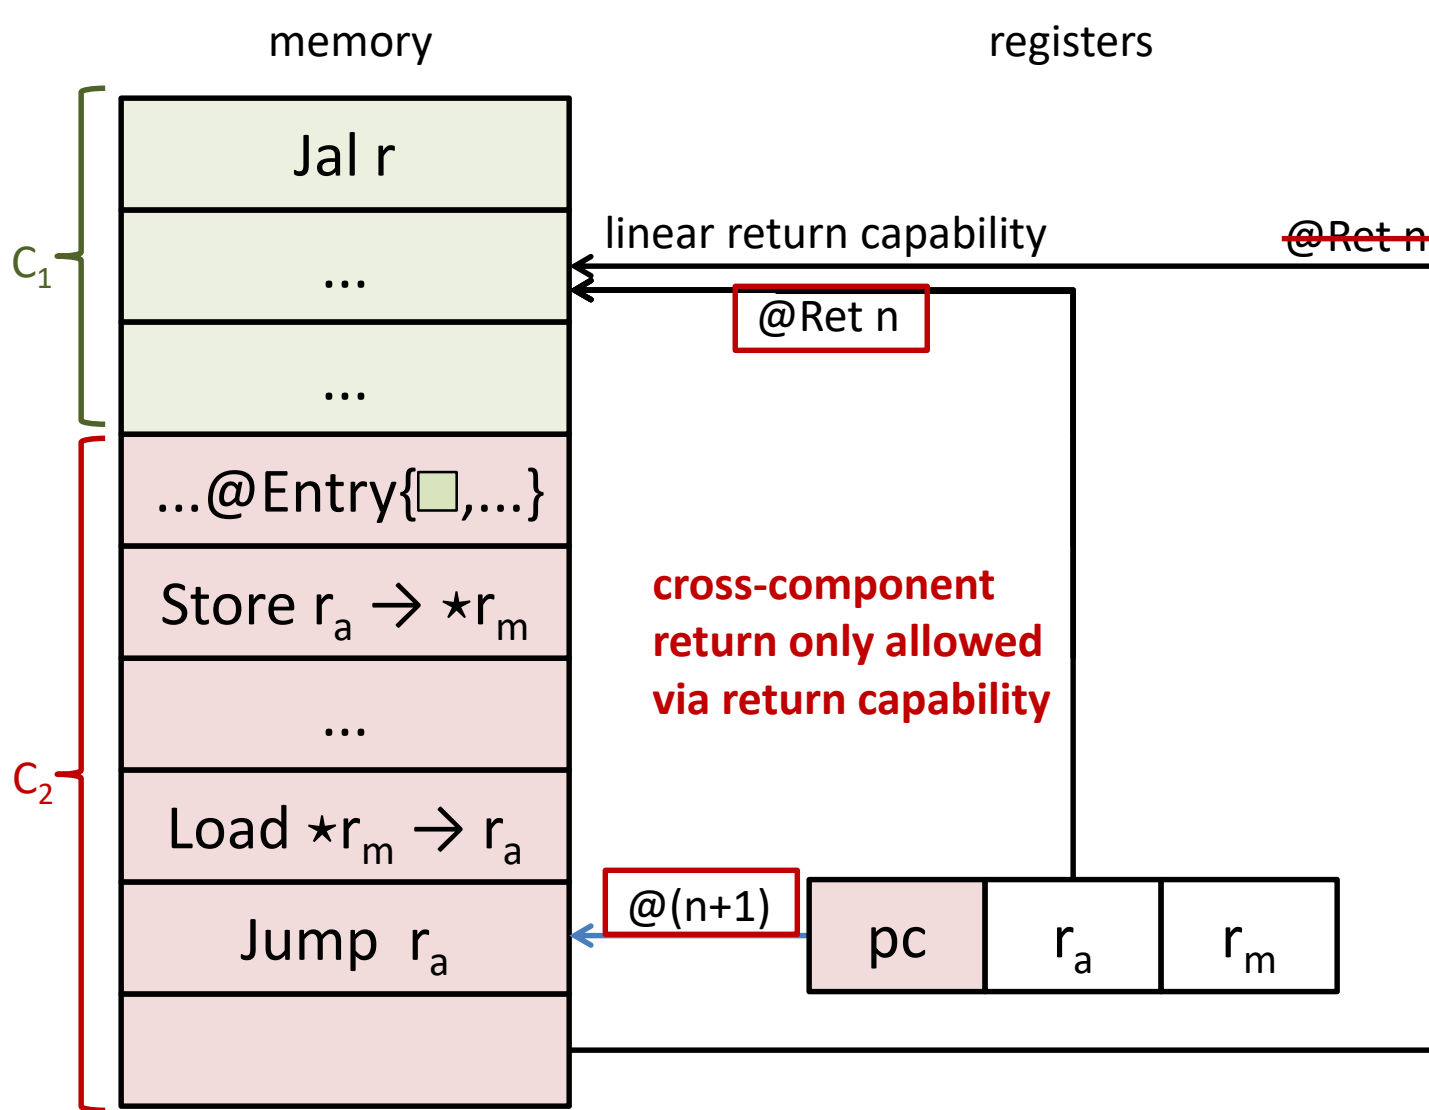 memory
registers
Jal r
linear return capability
@Ret n
C₁
...
@Ret n
...
...@Entry{ ,...}
Store rₐ → ⋆rₘ
cross-component
return only allowed
via return capability
...
C₂
Load ⋆rₘ → rₐ
@(n+1)
Jump rₐ
pc
rₐ
rₘ